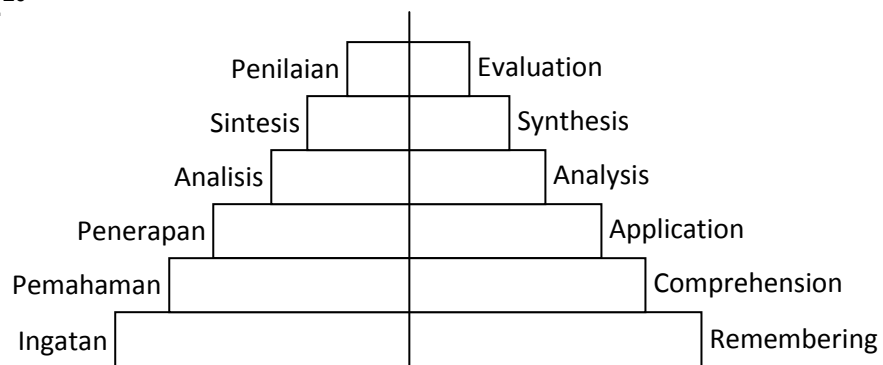 Penilaian Evaluation
Sintesis Synthesis
Analisis Analysis
Penerapan Application
Pemahaman Comprehension
Ingatan Remembering